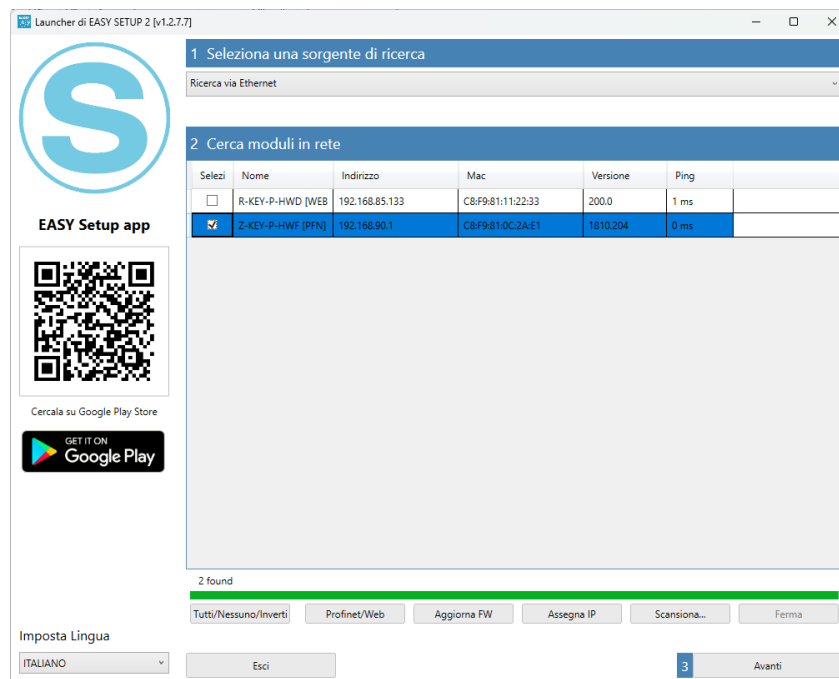 Launcher di EASY SETUP 2 [v1.2.7.7]
1 Seleziona una sorgente di ricerca
Ricerca via Ethernet
2 Cerca moduli in rete
Selezi Nome Indirizzo Mac Versione Ping
R-KEY-P-HWD [WEB 192.168.85.133 C8:F9:81:11:22:33 200.0 1 ms
Z-KEY-P-HWF [PFN] 192.168.90.1 C8:F9:81:0C:2A:E1 1810.204 0 ms
S
EASY Setup app
Cercala su Google Play Store
GET IT ON
Google Play
2 found
Tutti/Nessuno/Inverti Profinet/Web Aggiorna FW Assegna IP Scansiona... Ferma
Imposta Lingua
ITALIANO
Esci 3 Avanti